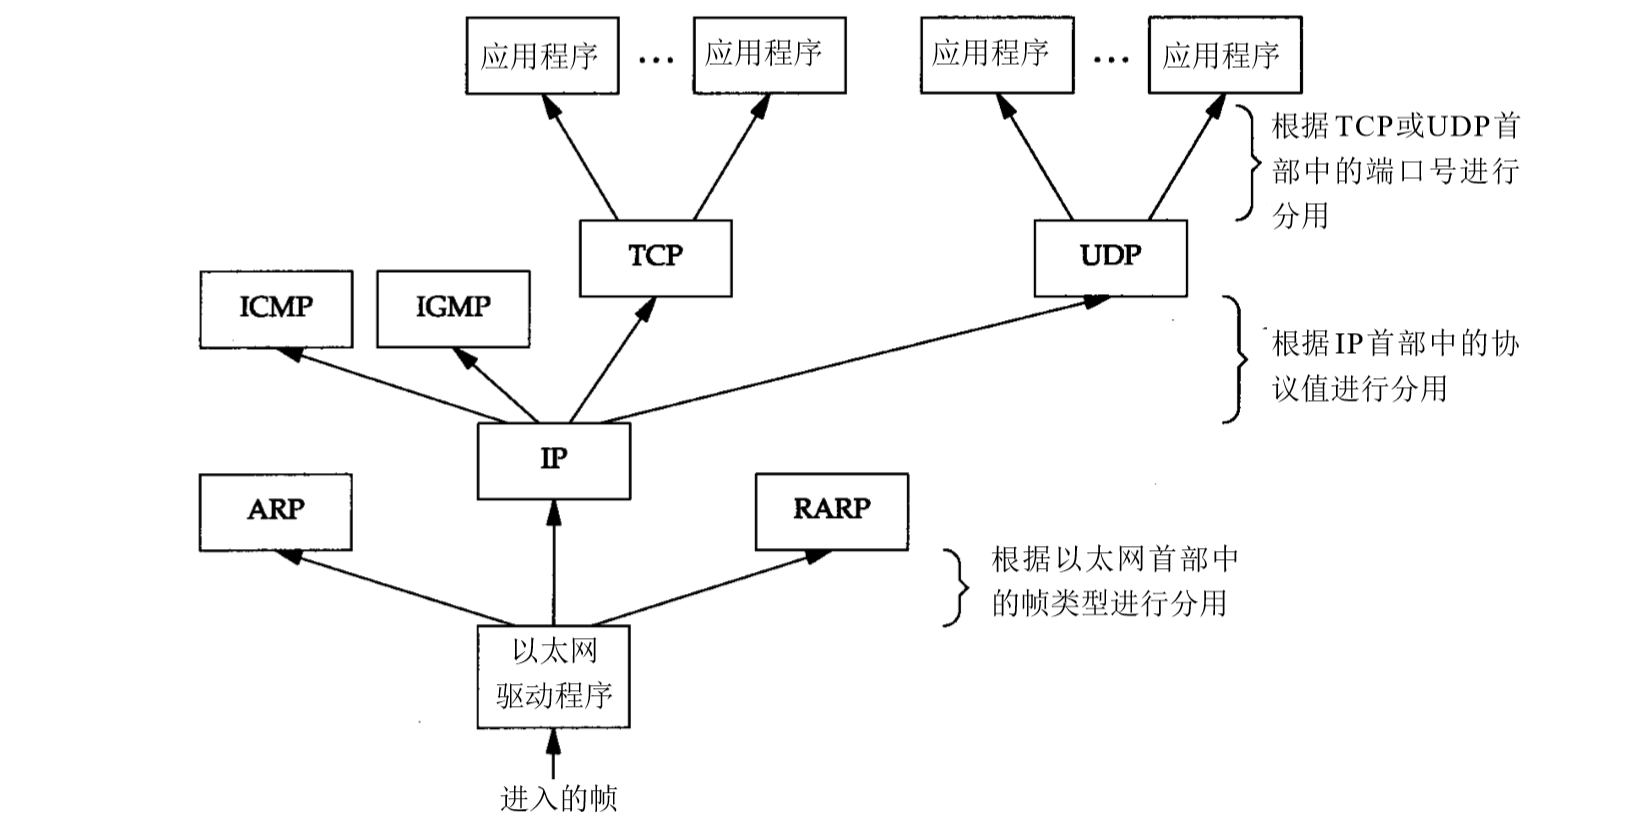 应用程序 … 应用程序 应用程序 … 应用程序
根据TCP或UDP首
部中的端口号进行
分用
TCP UDP
ICMP IGMP
根据IP首部中的协
议值进行分用
IP
ARP RARP
根据以太网首部中
的帧类型进行分用
以太网
驱动程序
进入的帧